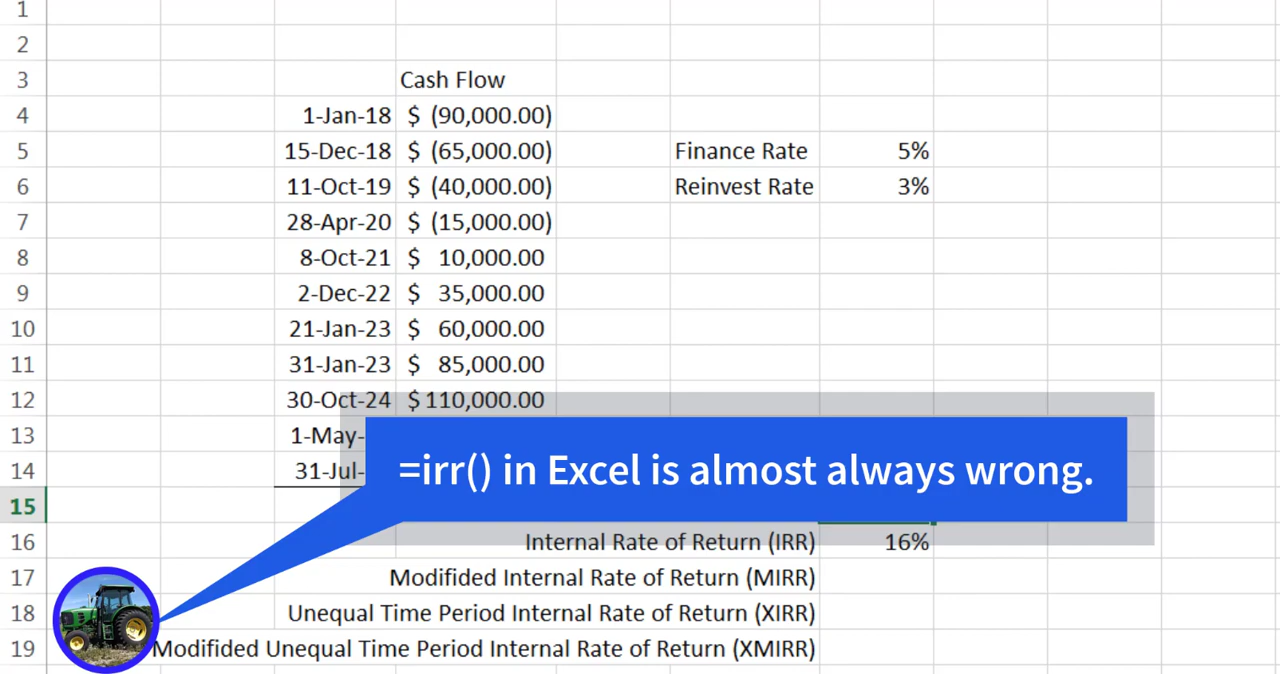 1
2
3 Cash Flow
4 1-Jan-18 $ (90,000.00)
5 15-Dec-18 $ (65,000.00) Finance Rate 5%
6 11-Oct-19 $ (40,000.00) Reinvest Rate 3%
7 28-Apr-20 $ (15,000.00)
8 8-Oct-21 $ 10,000.00
9 2-Dec-22 $ 35,000.00
10 21-Jan-23 $ 60,000.00
11 31-Jan-23 $ 85,000.00
12 30-Oct-24 $ 110,000.00
13 1-May-
14 31-Jul-
=irr() in Excel is almost always wrong.
15
16 Internal Rate of Return (IRR) 16%
17 Modifided Internal Rate of Return (MIRR)
18 Unequal Time Period Internal Rate of Return (XIRR)
19 Modifided Unequal Time Period Internal Rate of Return (XMIRR)